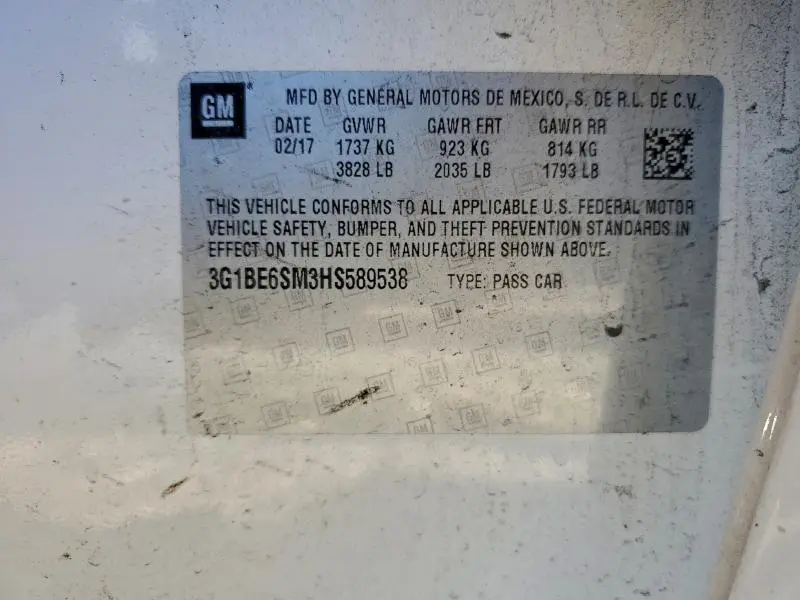 GM® MFD BY GENERAL MOTORS DE MEXICO, S. DE R.L. DE C.V.
DATE GVWR GAWR FRT GAWR RR
02/17 1737 KG 923 KG 814 KG
3828 LB 2035 LB 1793 LB
THIS VEHICLE CONFORMS TO ALL APPLICABLE U.S. FEDERAL MOTOR
VEHICLE SAFETY, BUMPER, AND THEFT PREVENTION STANDARDS IN
EFFECT ON THE DATE OF MANUFACTURE SHOWN ABOVE.
3G1BE6SM3HS589538 TYPE: PASS CAR